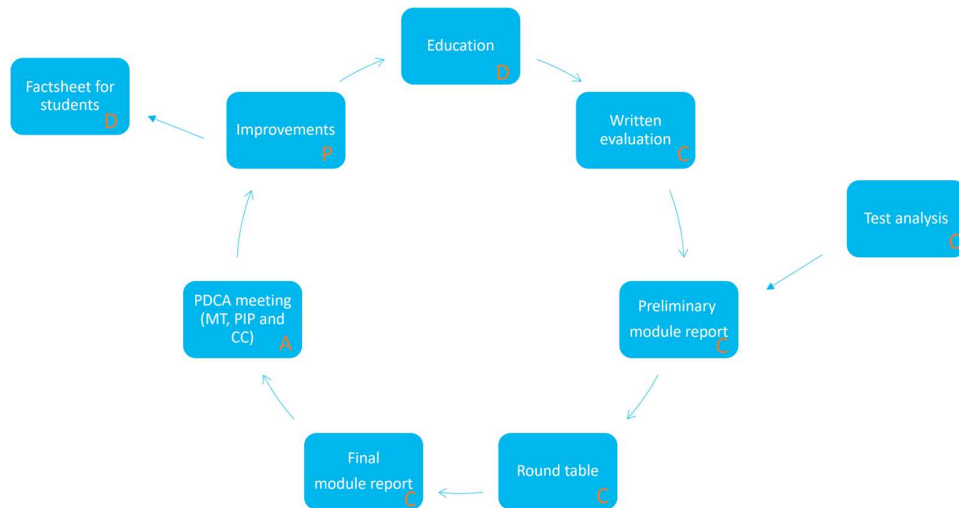 Education
D
Factsheet for
students
D
Improvements
P
Written
evaluation
C
Test analysis
C
PDCA meeting
(MT, PIP and
CC)
A
Preliminary
module report
C
Final
module report
C
Round table
C